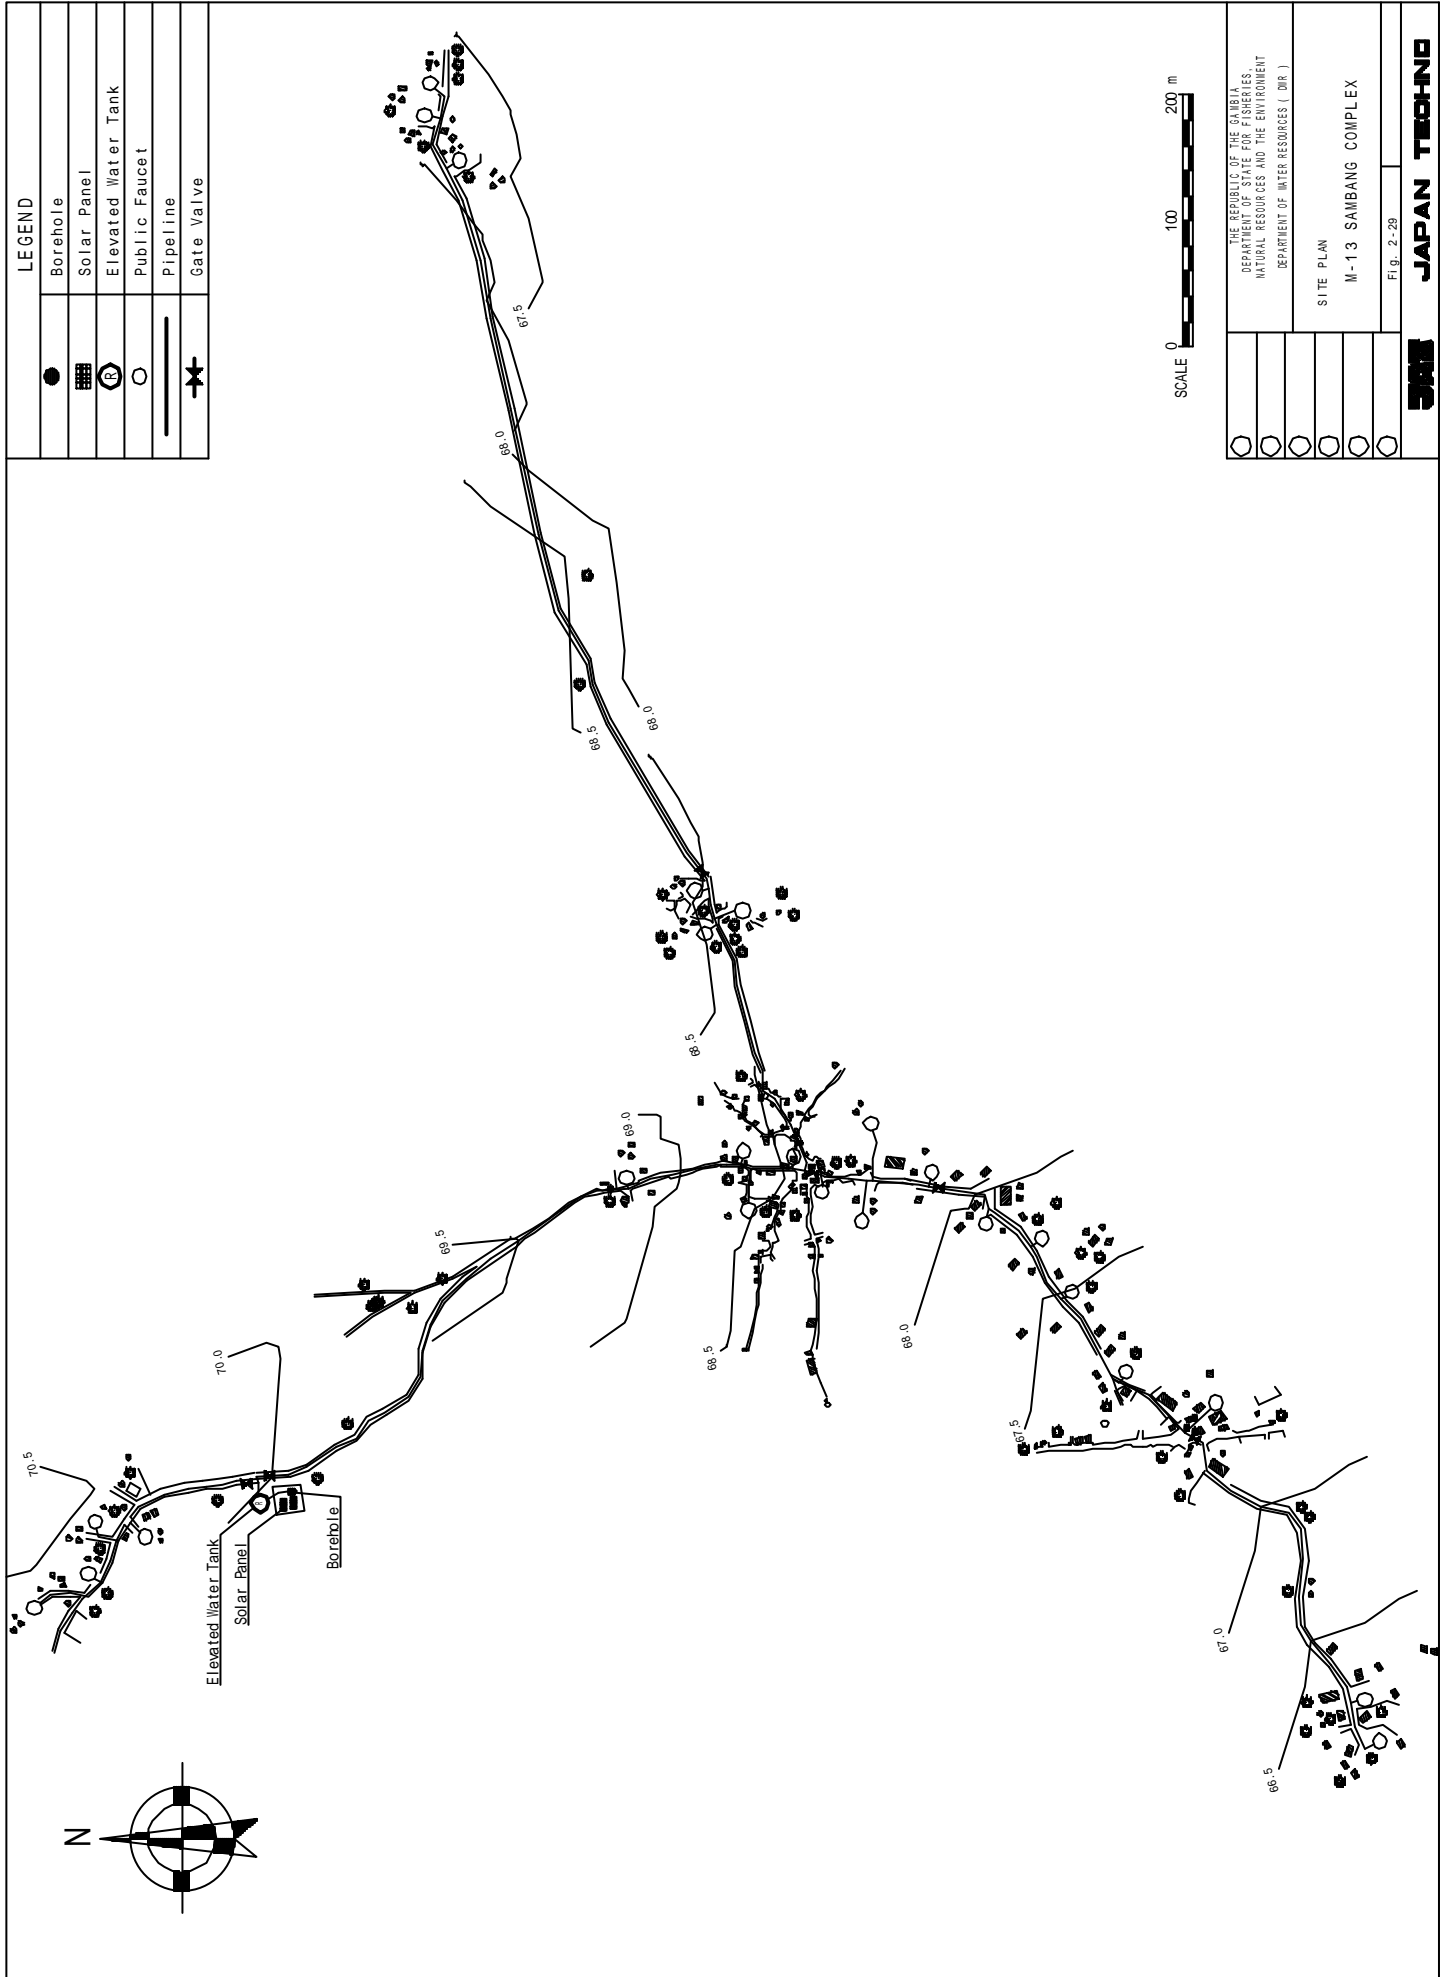 LEGEND
Borehole
Solar Panel
Elevated Water Tank
R
Public Faucet
Pipeline
Gate Valve
67.5
68.0
68.5
68.0
68.5
69.0
69.5
70.0
70.5
68.5
68.0
67.5
67.0
66.5
Elevated Water Tank
Solar Panel
Borehole
R
N
SCALE
0
100
200 m
THE REPUBLIC OF THE GAMBIA
DEPARTMENT OF STATE FOR FISHERIES,
NATURAL RESOURCES AND THE ENVIRONMENT
DEPARTMENT OF WATER RESOURCES ( DWR )
SITE PLAN
M-13 SAMBANG COMPLEX
Fig. 2-29
JAPAN TECHNO